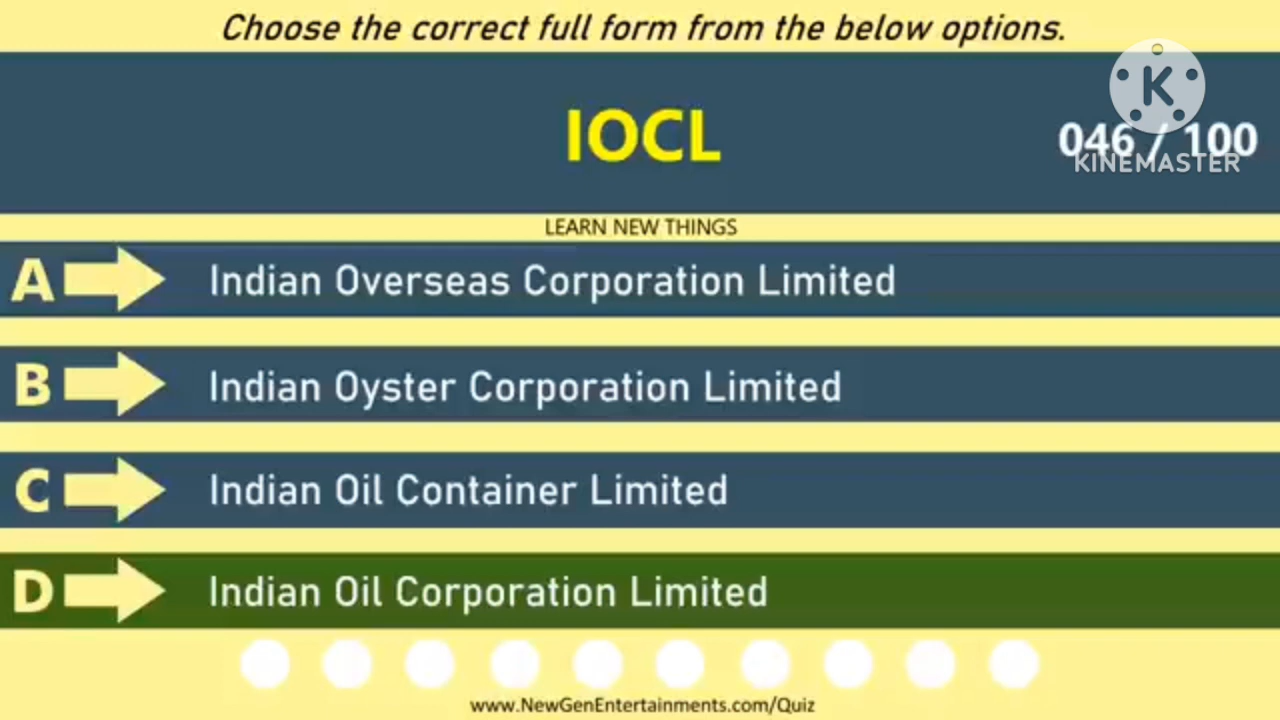 Choose the correct full form from the below options.
IOCL
K
046 / 100
KINEMASTER
LEARN NEW THINGS
A Indian Overseas Corporation Limited
B Indian Oyster Corporation Limited
C Indian Oil Container Limited
D Indian Oil Corporation Limited
www.NewGenEntertainments.com/Quiz